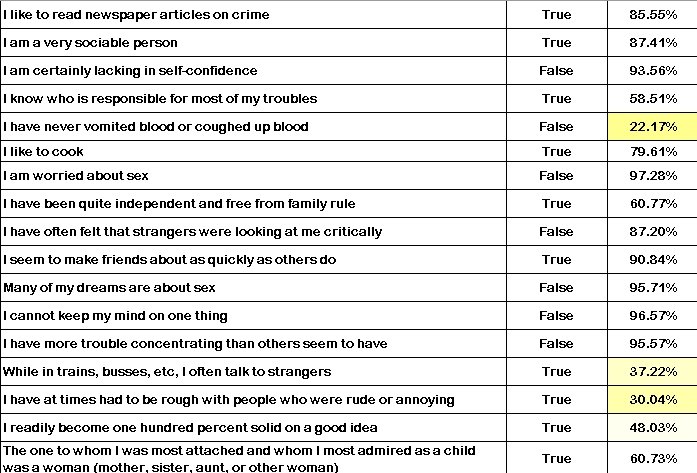 I like to read newspaper articles on crime True 85.55%
I am a very sociable person True 87.41%
I am certainly lacking in self-confidence False 93.56%
I know who is responsible for most of my troubles True 58.51%
I have never vomited blood or coughed up blood False 22.17%
I like to cook True 79.61%
I am worried about sex False 97.28%
I have been quite independent and free from family rule True 60.77%
I have often felt that strangers were looking at me critically False 87.20%
I seem to make friends about as quickly as others do True 90.84%
Many of my dreams are about sex False 95.71%
I cannot keep my mind on one thing False 96.57%
I have more trouble concentrating than others seem to have False 95.57%
While in trains, busses, etc, I often talk to strangers True 37.22%
I have at times had to be rough with people who were rude or annoying True 30.04%
I readily become one hundred percent solid on a good idea True 48.03%
The one to whom I was most attached and whom I most admired as a child
was a woman (mother, sister, aunt, or other woman) True 60.73%